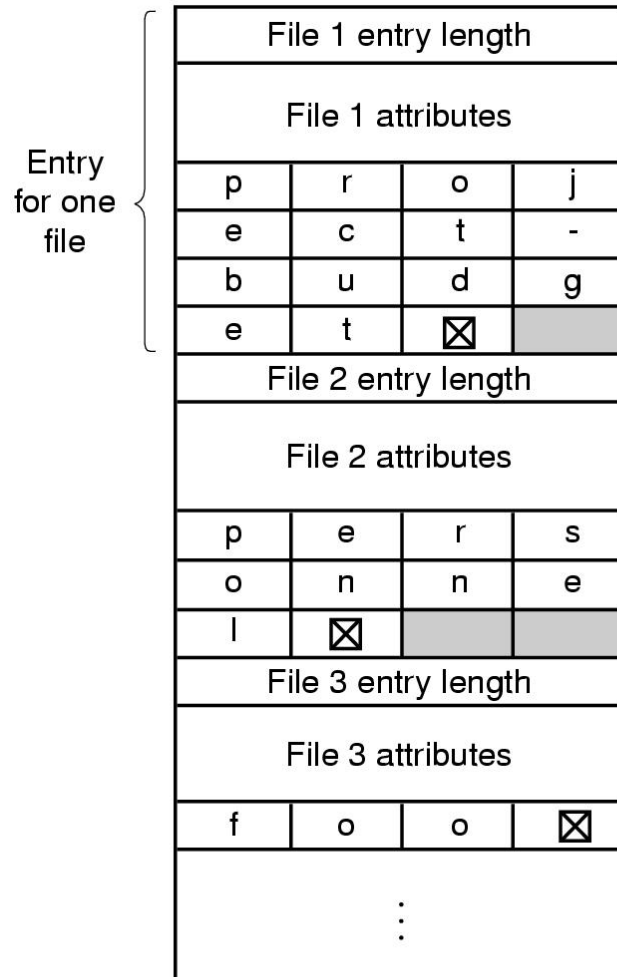 File 1 entry length
File 1 attributes
Entry
for one
file
p r o j
e c t -
b u d g
e t ☒
File 2 entry length
File 2 attributes
p e r s
o n n e
l ☒
File 3 entry length
File 3 attributes
f o o ☒
⋮